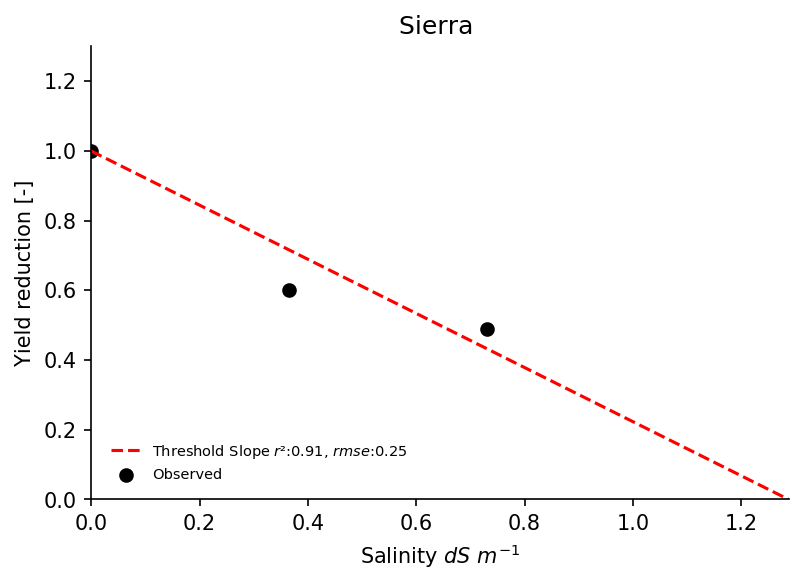 Sierra
Yield reduction [-]
1.2
1.0
0.8
0.6
0.4
0.2
0.0
Threshold Slope r²:0.91, rmse:0.25
Observed
0.0 0.2 0.4 0.6 0.8 1.0 1.2
Salinity dS m⁻¹